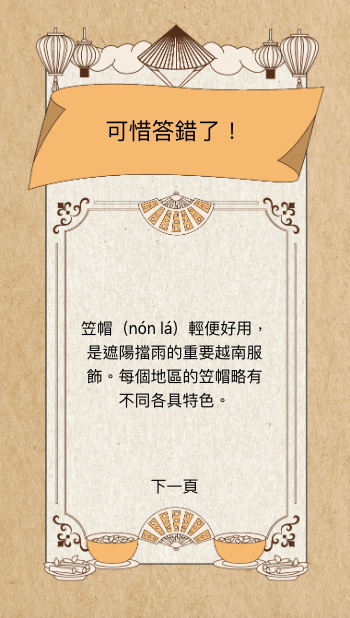 可惜答錯了！
笠帽（nón lá）輕便好用，
是遮陽擋雨的重要越南服
飾。每個地區的笠帽略有
不同各具特色。
下一頁